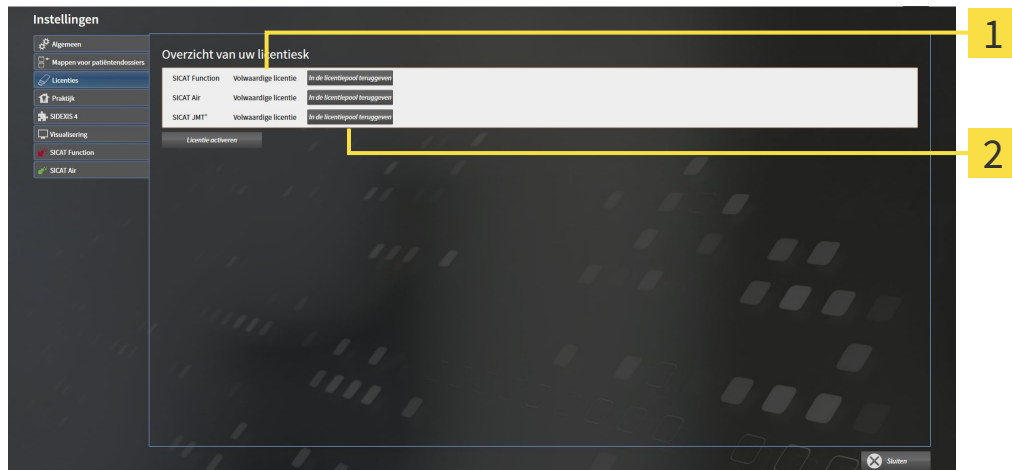 Instellingen
Algemeen
Mappen voor patiëntendossiers
Licenties
Praktijk
SIDEXIS 4
Visualisering
SICAT Function
SICAT Air
Overzicht van uw licentiesk
SICAT Function Volwaardige licentie In de licentiepool teruggeven
SICAT Air Volwaardige licentie In de licentiepool teruggeven
SICAT JMT+ Volwaardige licentie In de licentiepool teruggeven
Licentie activeren
1
2
Sluiten